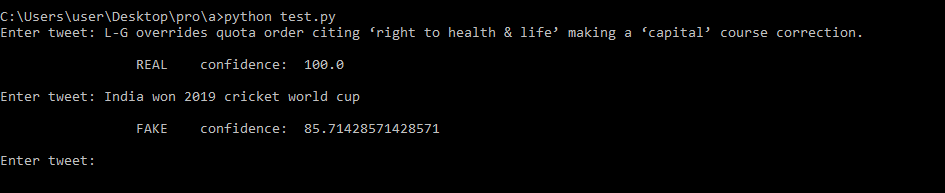 C:\Users\user\Desktop\pro\a>python test.py
Enter tweet: L-G overrides quota order citing ‘right to health & life’ making a ‘capital’ course correction.
REAL confidence: 100.0
Enter tweet: India won 2019 cricket world cup
FAKE confidence: 85.71428571428571
Enter tweet: